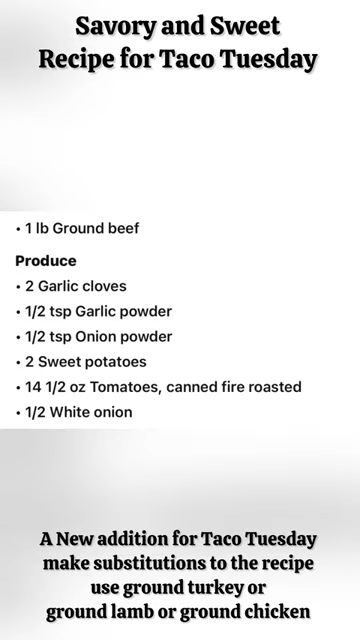 Savory and Sweet
Recipe for Taco Tuesday
• 1 lb Ground beef
Produce
• 2 Garlic cloves
• 1/2 tsp Garlic powder
• 1/2 tsp Onion powder
• 2 Sweet potatoes
• 14 1/2 oz Tomatoes, canned fire roasted
• 1/2 White onion
A New addition for Taco Tuesday
make substitutions to the recipe
use ground turkey or
ground lamb or ground chicken